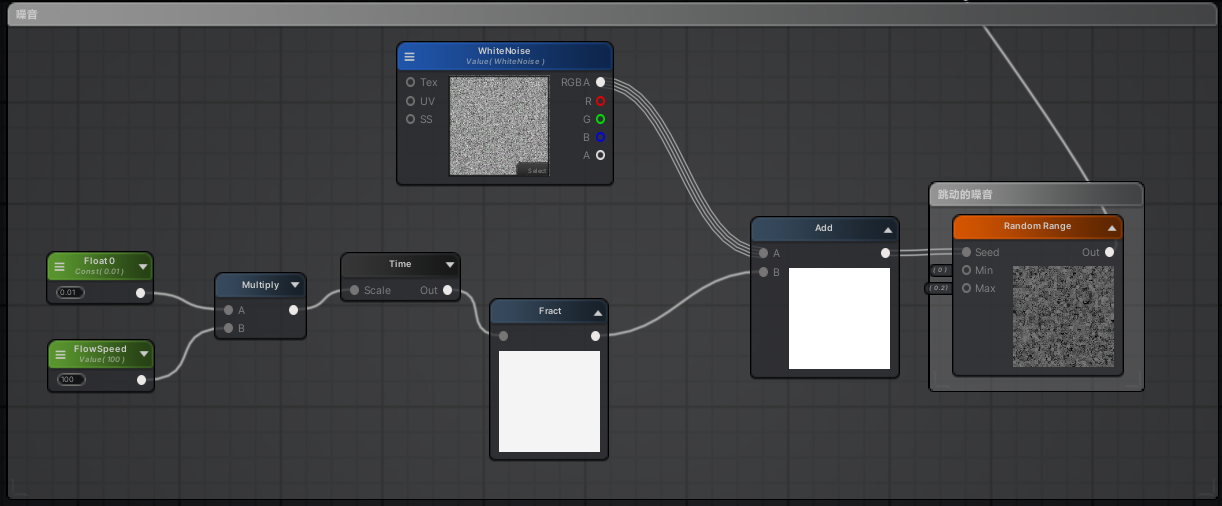 噪音
WhiteNoise
Value( WhiteNoise )
Tex
RGBA
UV
R
SS
G
B
A
Select
跳动的噪音
Add
Random Range
A
B
Seed
Out
( 0 )
Min
( 0.2)
Max
Float 0
Const( 0.01 )
0.01
Multiply
A
B
Time
Scale
Out
Fract
FlowSpeed
Value( 100 )
100